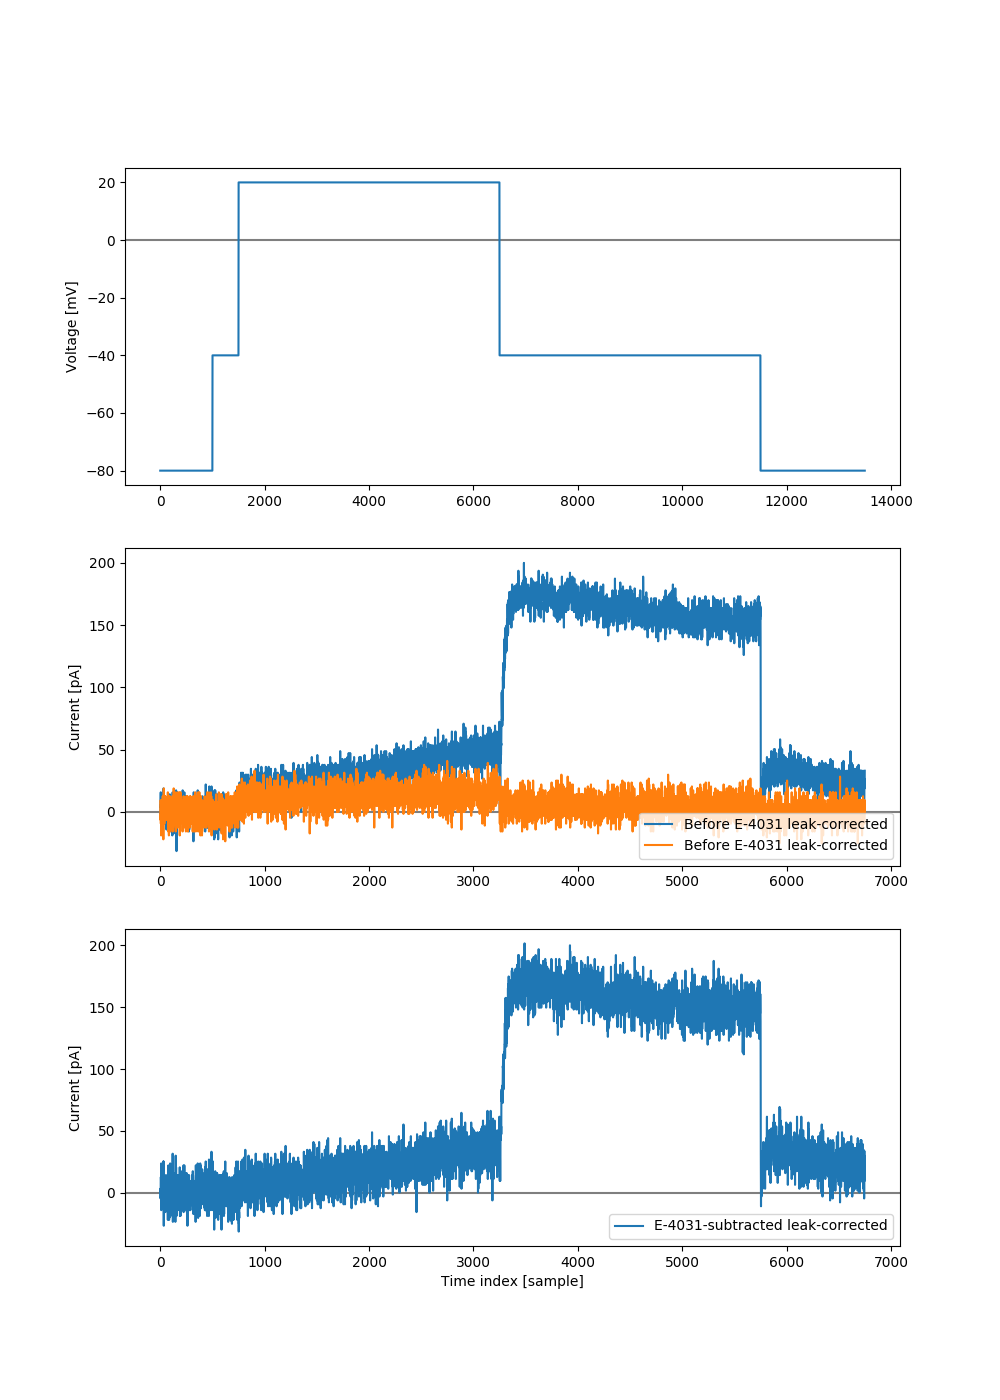 20
0
−20
−40
−60
−80
Voltage [mV]
0 2000 4000 6000 8000 10000 12000 14000
200
150
100
50
0
Current [pA]
Before E-4031 leak-corrected
Before E-4031 leak-corrected
0 1000 2000 3000 4000 5000 6000 7000
200
150
100
50
0
Current [pA]
E-4031-subtracted leak-corrected
0 1000 2000 3000 4000 5000 6000 7000
Time index [sample]